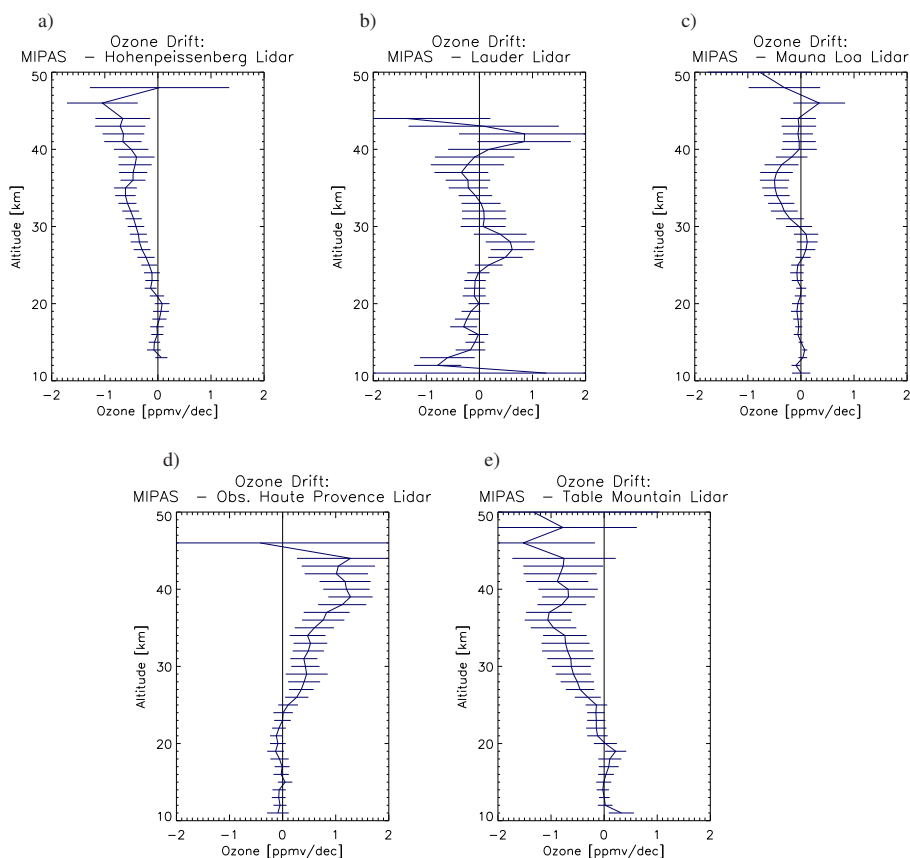 a)
Ozone Drift:
MIPAS – Hohenpeissenberg Lidar
50
40
30
20
10
Altitude [km]
-2 -1 0 1 2
Ozone [ppmv/dec]
b)
Ozone Drift:
MIPAS – Lauder Lidar
50
40
30
20
10
Altitude [km]
-2 -1 0 1 2
Ozone [ppmv/dec]
c)
Ozone Drift:
MIPAS – Mauna Loa Lidar
50
40
30
20
10
Altitude [km]
-2 -1 0 1 2
Ozone [ppmv/dec]
d)
Ozone Drift:
MIPAS – Obs. Haute Provence Lidar
50
40
30
20
10
Altitude [km]
-2 -1 0 1 2
Ozone [ppmv/dec]
e)
Ozone Drift:
MIPAS – Table Mountain Lidar
50
40
30
20
10
Altitude [km]
-2 -1 0 1 2
Ozone [ppmv/dec]